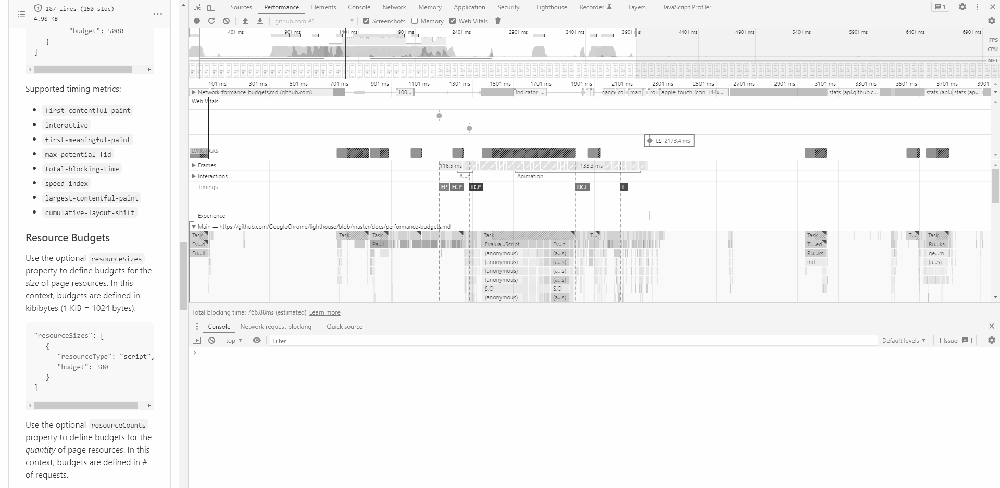 187 lines (150 sloc)
4.98 KB
"budget": 5000
}
]
Supported timing metrics:
first-contentful-paint
interactive
first-meaningful-paint
max-potential-fid
total-blocking-time
speed-index
largest-contentful-paint
cumulative-layout-shift
Resource Budgets
Use the optional resourceSizes
property to define budgets for the
size of page resources. In this
context, budgets are defined in
kibibytes (1 KiB = 1024 bytes).
"resourceSizes": [
{
"resourceType": "script",
"budget": 300
}
]
Use the optional resourceCounts
property to define budgets for the
quantity of page resources. In this
context, budgets are defined in #
of requests.
Sources Performance Elements Console Network Memory Application Security Lighthouse Recorder Layers JavaScript Profiler 1
github.com #1 Screenshots Memory Web Vitals
401 ms 901 ms 1401 ms 1901 ms 2401 ms 2901 ms 3401 ms 3901 ms 4401 ms 4901 ms 5401 ms 5901 ms 6401 ms 6901 ms
FPS
CPU
NET
101 ms 301 ms 501 ms 701 ms 901 ms 1101 ms 1301 ms 1501 ms 1701 ms 1901 ms 2101 ms 2301 ms 2501 ms 2701 ms 2901 ms 3101 ms 3301 ms 3501 ms 3701 ms 3901
Network formance-budgets.md (github.com) 100... indicator_... coll man roll apple-touch-icon-144x... stats (api.github.c... stats (api.g stats (ap...
Web Vitals
LS 2173.4 ms
LONG TASKS
Frames 116.5 ms 133.3 ms
Interactions A...n Animation
Timings FP FCP LCP DCL L
Experience
Main — https://github.com/GoogleChrome/lighthouse/blob/master/docs/performance-budgets.md
Task Task Task Task T... Task T... Task
Ev...d Pa...L Evalua...Script Ev...t Ti...ed Ru...ks
Fu...ll (anonymous) (a...s) Ru...ks ge...m
(anonymous) (a...s) init (a...s)
(anonymous) (a...s)
(anonymous) (a...s)
S.O S.O
(anonymous) (a...s)
Total blocking time: 766.88ms (estimated) Learn more
Console Network request blocking Quick source
top Filter Default levels 1 Issue: 1